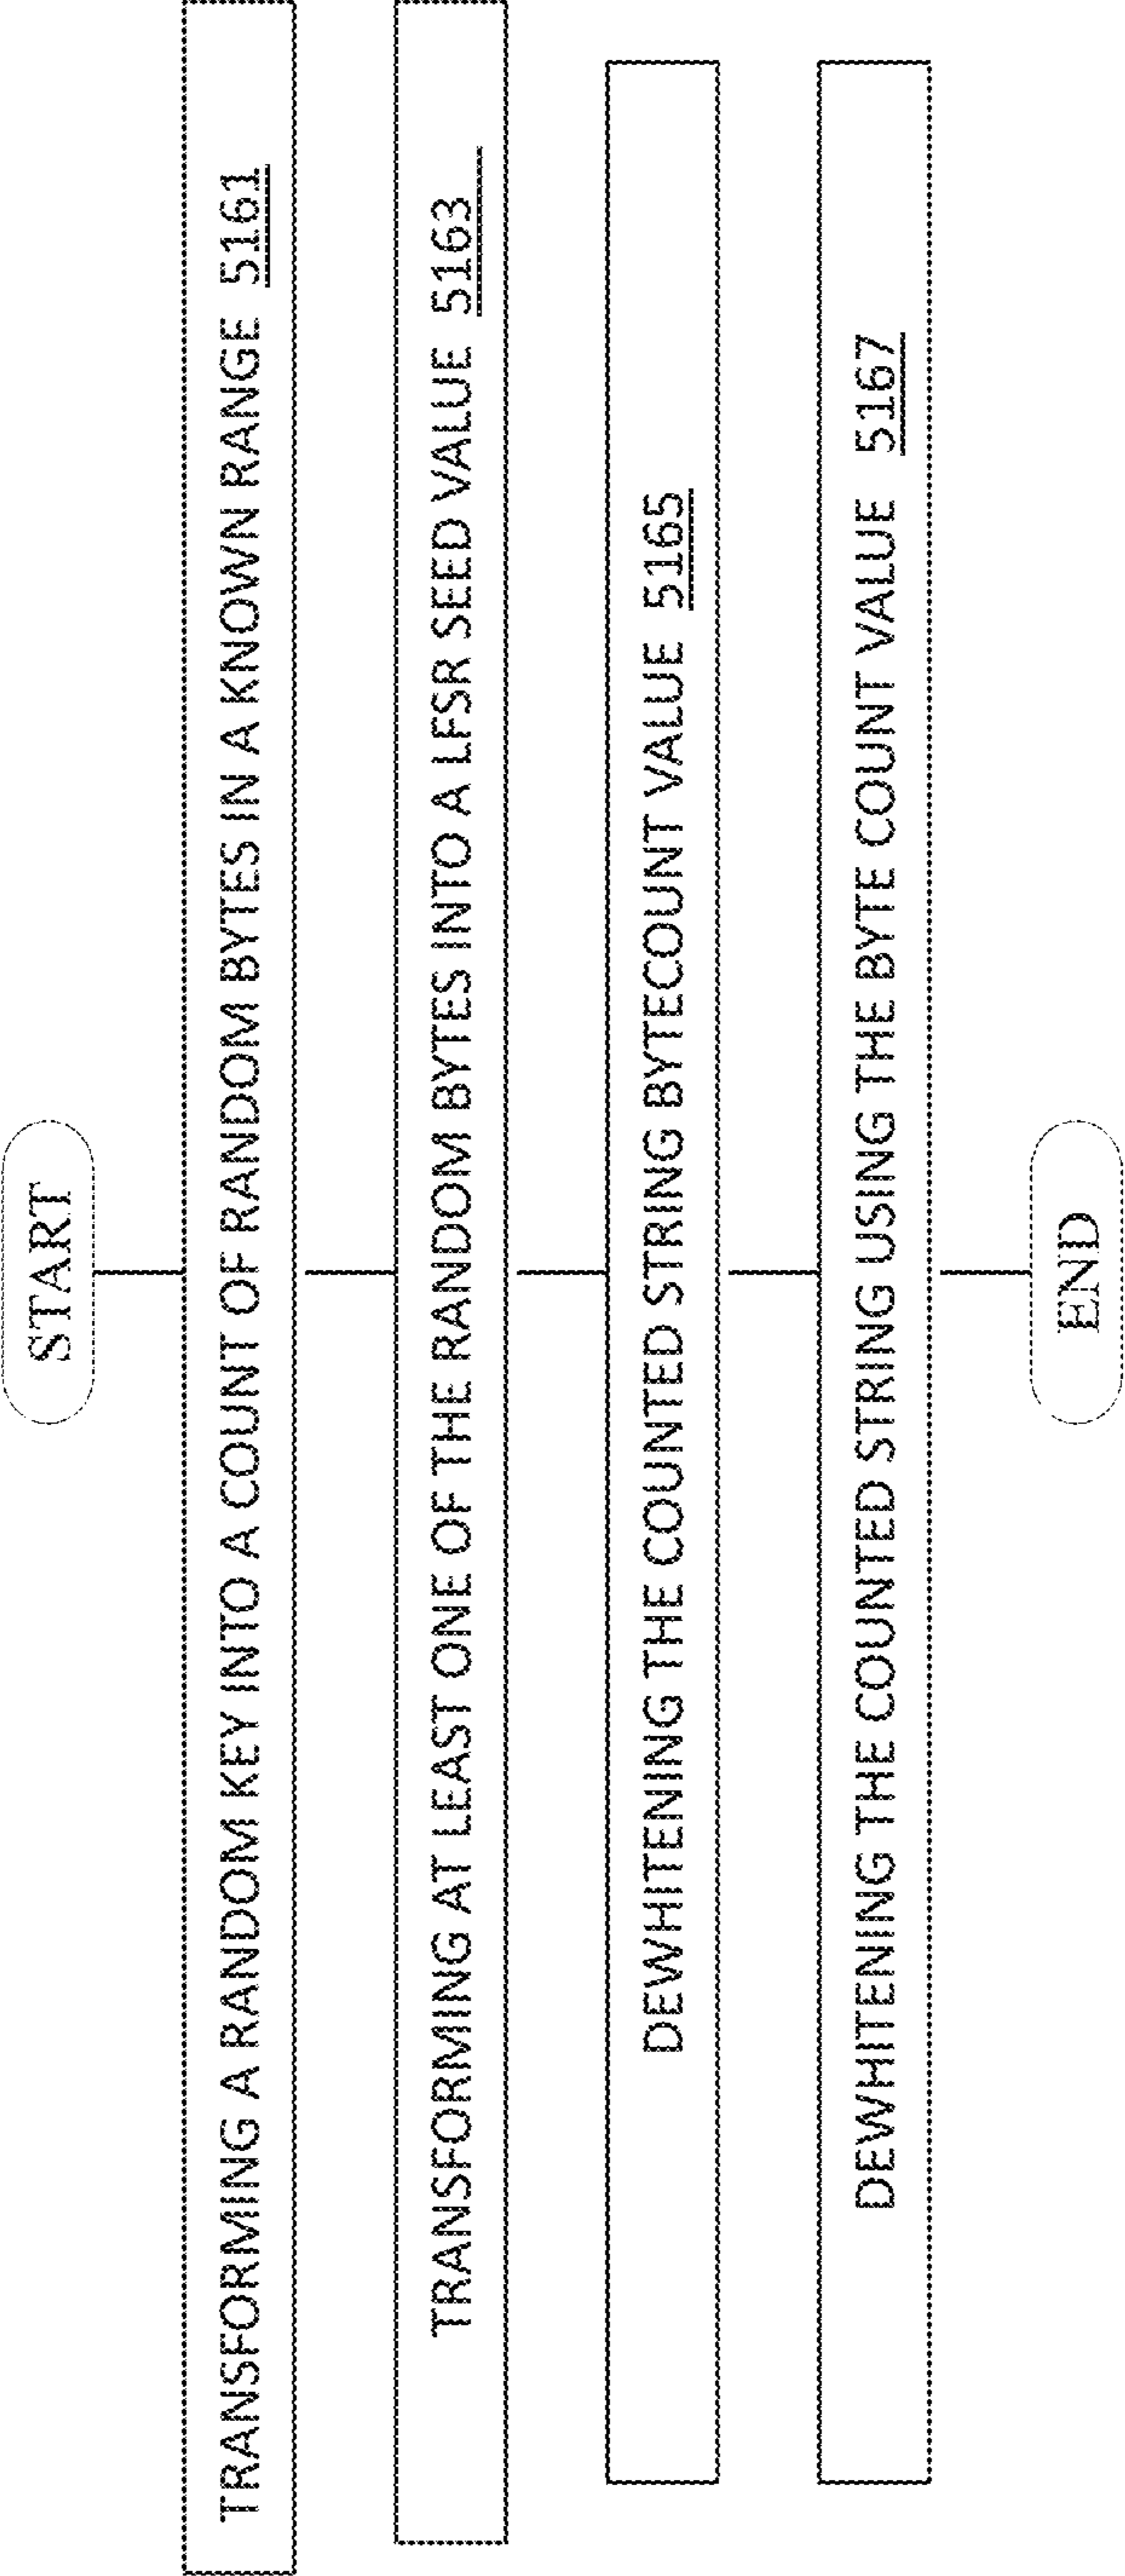 START
TRANSFORMING A RANDOM KEY INTO A COUNT OF RANDOM BYTES IN A KNOWN RANGE 5161
TRANSFORMING AT LEAST ONE OF THE RANDOM BYTES INTO A LFSR SEED VALUE 5163
DEWHITENING THE COUNTED STRING BYTECOUNT VALUE 5165
DEWHITENING THE COUNTED STRING USING THE BYTE COUNT VALUE 5167
END